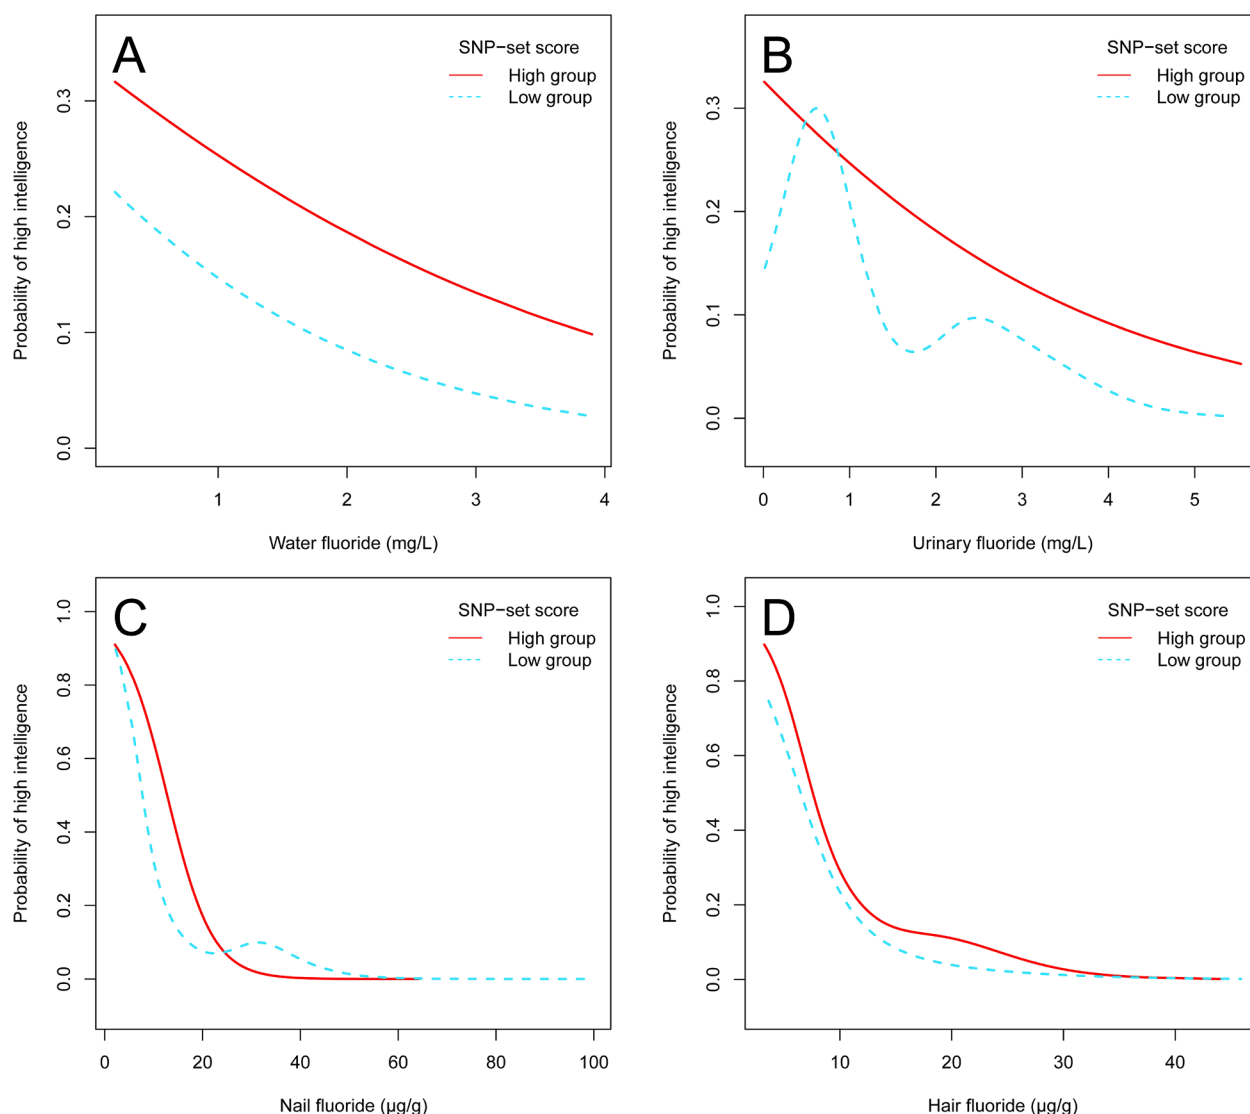 A
SNP−set score
High group
Low group
Probability of high intelligence
0.3
0.2
0.1
0.0
1 2 3 4
Water fluoride (mg/L)
B
SNP−set score
High group
Low group
Probability of high intelligence
0.3
0.2
0.1
0.0
0 1 2 3 4 5
Urinary fluoride (mg/L)
C
SNP−set score
High group
Low group
Probability of high intelligence
1.0
0.8
0.6
0.4
0.2
0.0
0 20 40 60 80 100
Nail fluoride (μg/g)
D
SNP−set score
High group
Low group
Probability of high intelligence
1.0
0.8
0.6
0.4
0.2
0.0
10 20 30 40
Hair fluoride (μg/g)